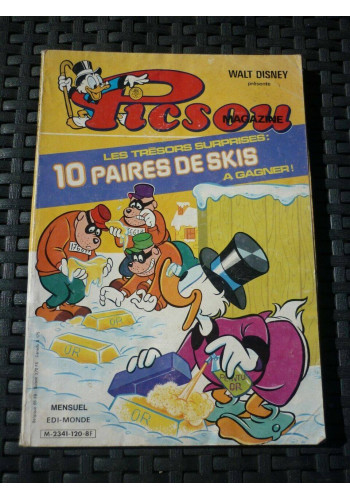 WALT DISNEY
présente
Picsou
MAGAZINE
LES TRÉSORS SURPRISES:
10 PAIRES DE SKIS
A GAGNER!
OR
OR
OR
OR
MENSUEL
EDI-MONDE
M-2341-120-8F